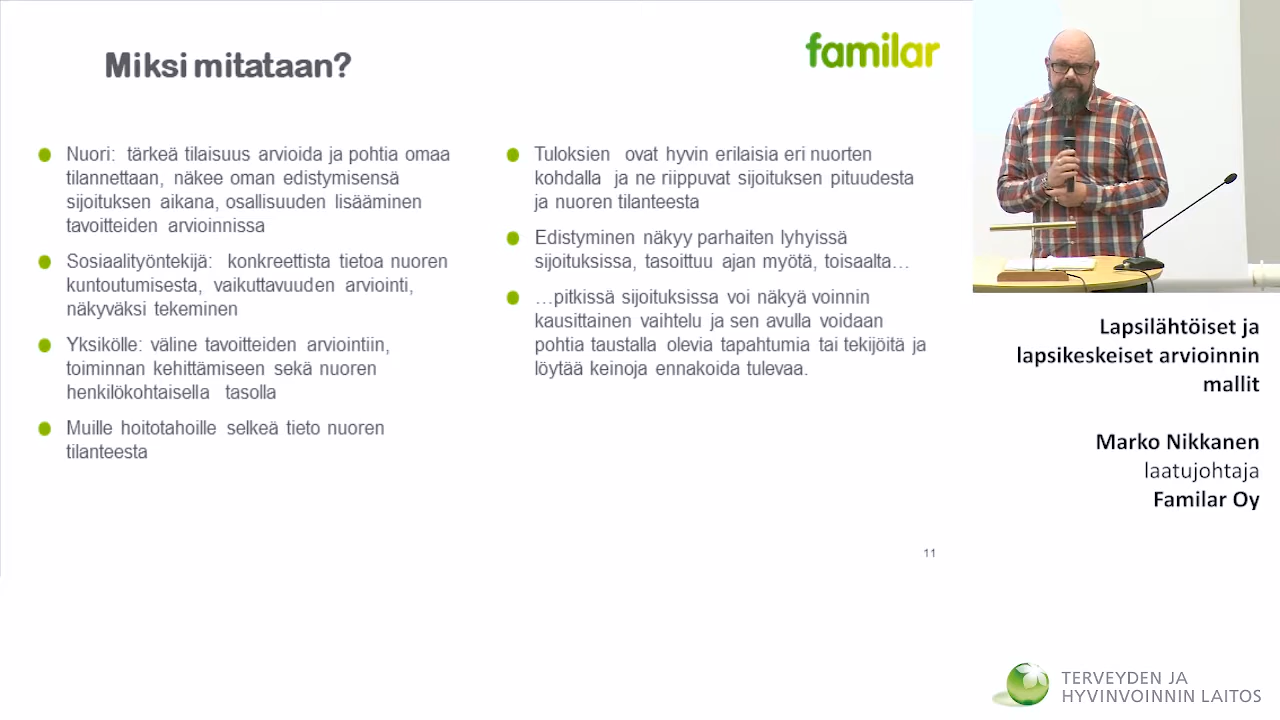 Miksi mitataan?
familar
Nuori: tärkeä tilaisuus arvioida ja pohtia omaa
tilannettaan, näkee oman edistymisensä
sijoituksen aikana, osallisuuden lisääminen
tavoitteiden arvioinnissa
Sosiaalityöntekijä: konkreettista tietoa nuoren
kuntoutumisesta, vaikuttavuuden arviointi,
näkyväksi tekeminen
Yksikölle: väline tavoitteiden arviointiin,
toiminnan kehittämiseen sekä nuoren
henkilökohtaisella tasolla
Muille hoitotahoille selkeä tieto nuoren
tilanteesta
Tuloksien ovat hyvin erilaisia eri nuorten
kohdalla ja ne riippuvat sijoituksen pituudesta
ja nuoren tilanteesta
Edistyminen näkyy parhaiten lyhyissä
sijoituksissa, tasoittuu ajan myötä, toisaalta…
…pitkissä sijoituksissa voi näkyä voinnin
kausittainen vaihtelu ja sen avulla voidaan
pohtia taustalla olevia tapahtumia tai tekijöitä ja
löytää keinoja ennakoida tulevaa.
11
Lapsilähtöiset ja
lapsikeskeiset arvioinnin
mallit
Marko Nikkanen
laatujohtaja
Familar Oy
TERVEYDEN JA
HYVINVOINNIN LAITOS